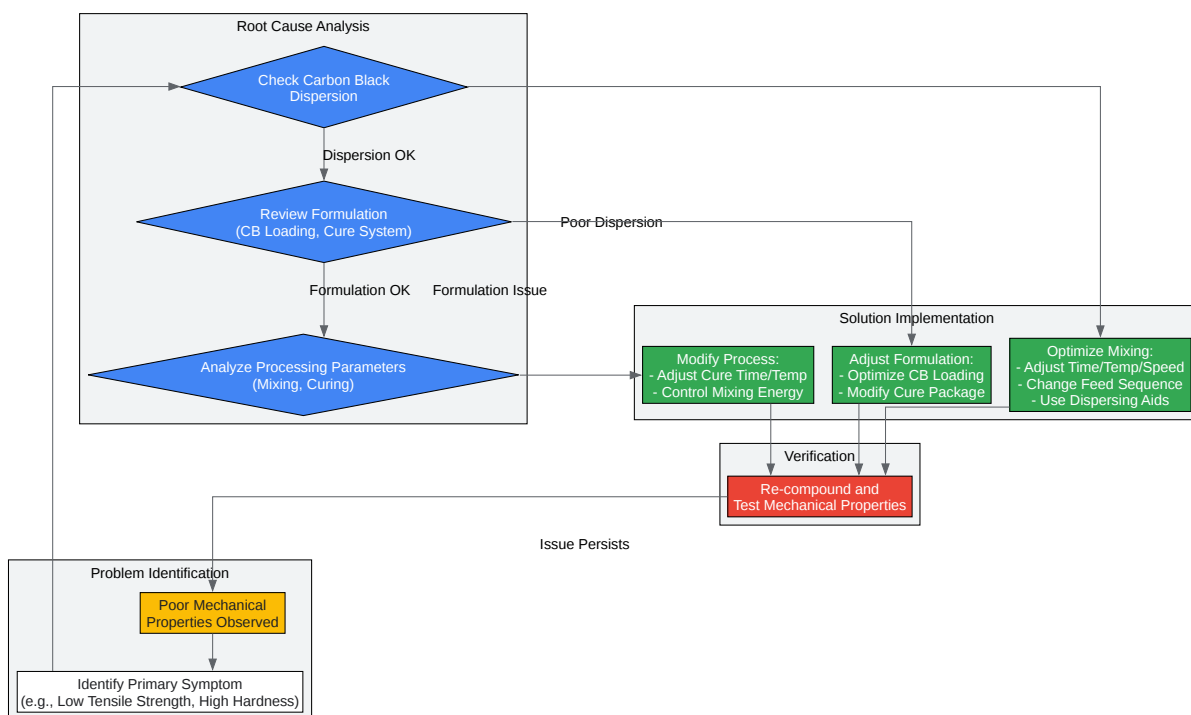 Root Cause Analysis
Check Carbon Black
Dispersion
Dispersion OK
Review Formulation
(CB Loading, Cure System)
Poor Dispersion
Formulation OK
Formulation Issue
Analyze Processing Parameters
(Mixing, Curing)
Solution Implementation
Modify Process:
- Adjust Cure Time/Temp
- Control Mixing Energy
Adjust Formulation:
- Optimize CB Loading
- Modify Cure Package
Optimize Mixing:
- Adjust Time/Temp/Speed
- Change Feed Sequence
- Use Dispersing Aids
Verification
Re-compound and
Test Mechanical Properties
Issue Persists
Problem Identification
Poor Mechanical
Properties Observed
Identify Primary Symptom
(e.g., Low Tensile Strength, High Hardness)